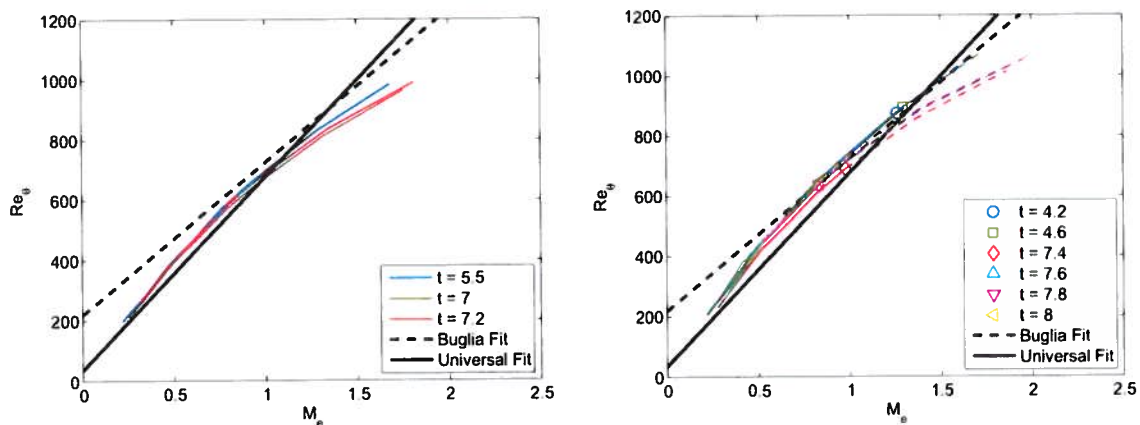 1200
1000
800
600
400
200
0
Re_θ
0 0.5 1 1.5 2 2.5
M_e
t = 5.5
t = 7
t = 7.2
Buglia Fit
Universal Fit
1200
1000
800
600
400
200
0
Re_θ
0 0.5 1 1.5 2 2.5
M_e
t = 4.2
t = 4.6
t = 7.4
t = 7.6
t = 7.8
t = 8
Buglia Fit
Universal Fit